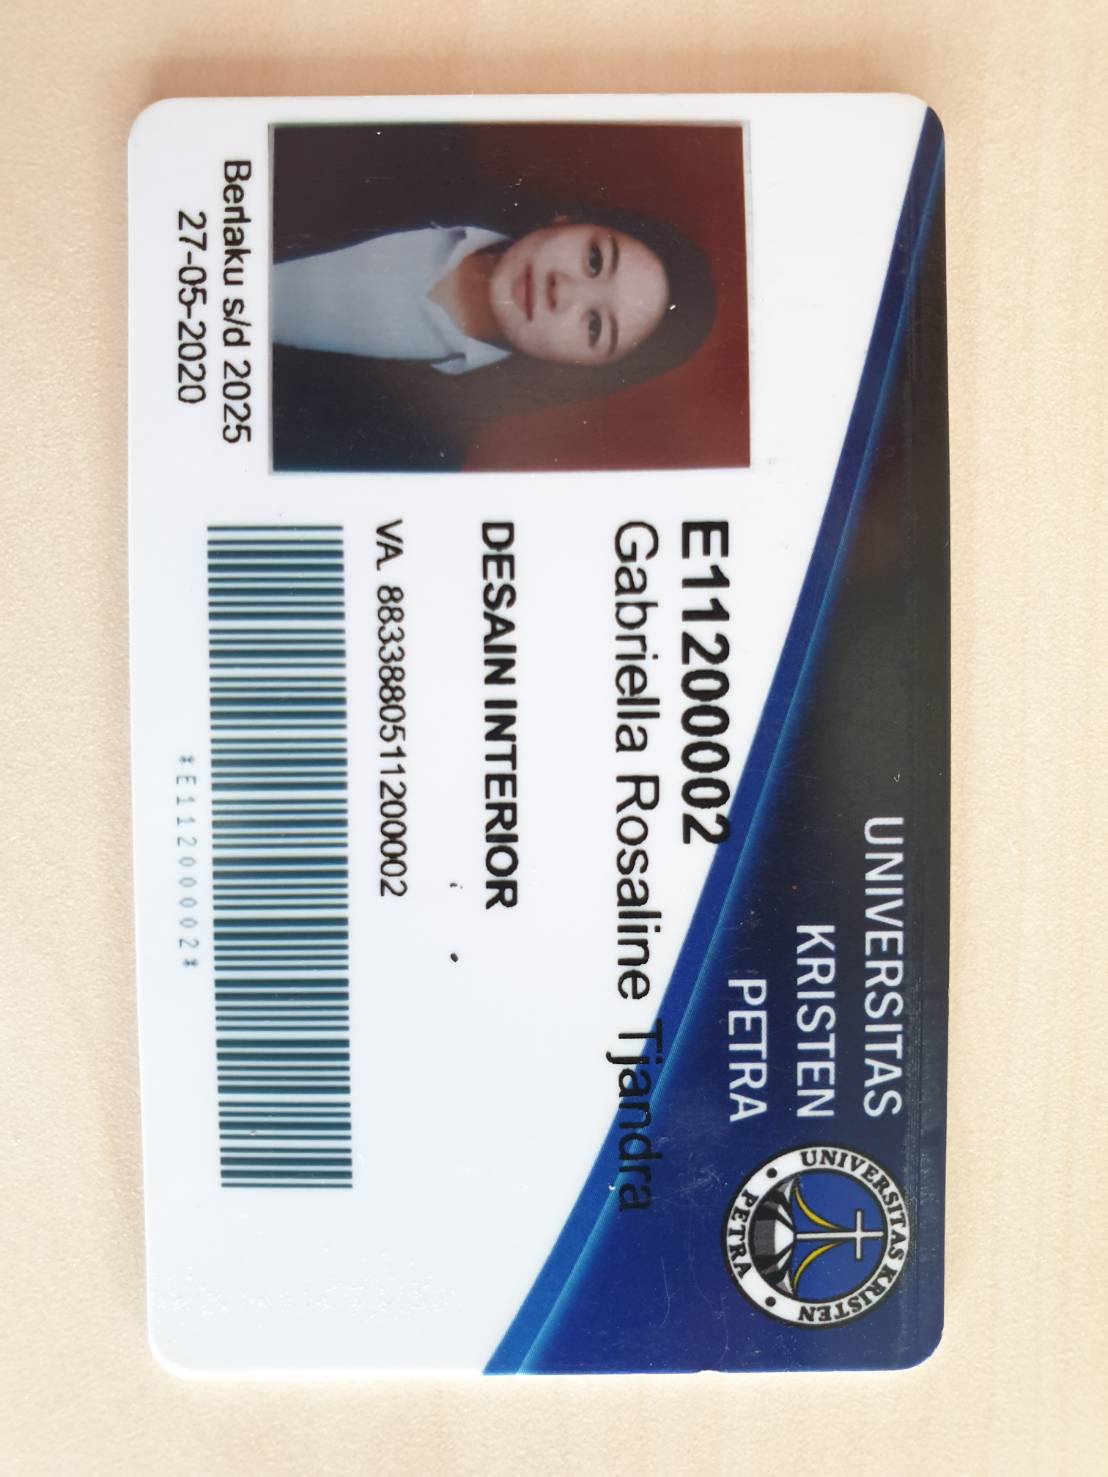 UNIVERSITAS
KRISTEN
PETRA
UNIVERSITAS KRISTEN
PETRA
E11200002
Gabriella Rosaline Tjandra
DESAIN INTERIOR
VA. 8833880511200002
*E11200002*
Berlaku s/d 2025
27-05-2020